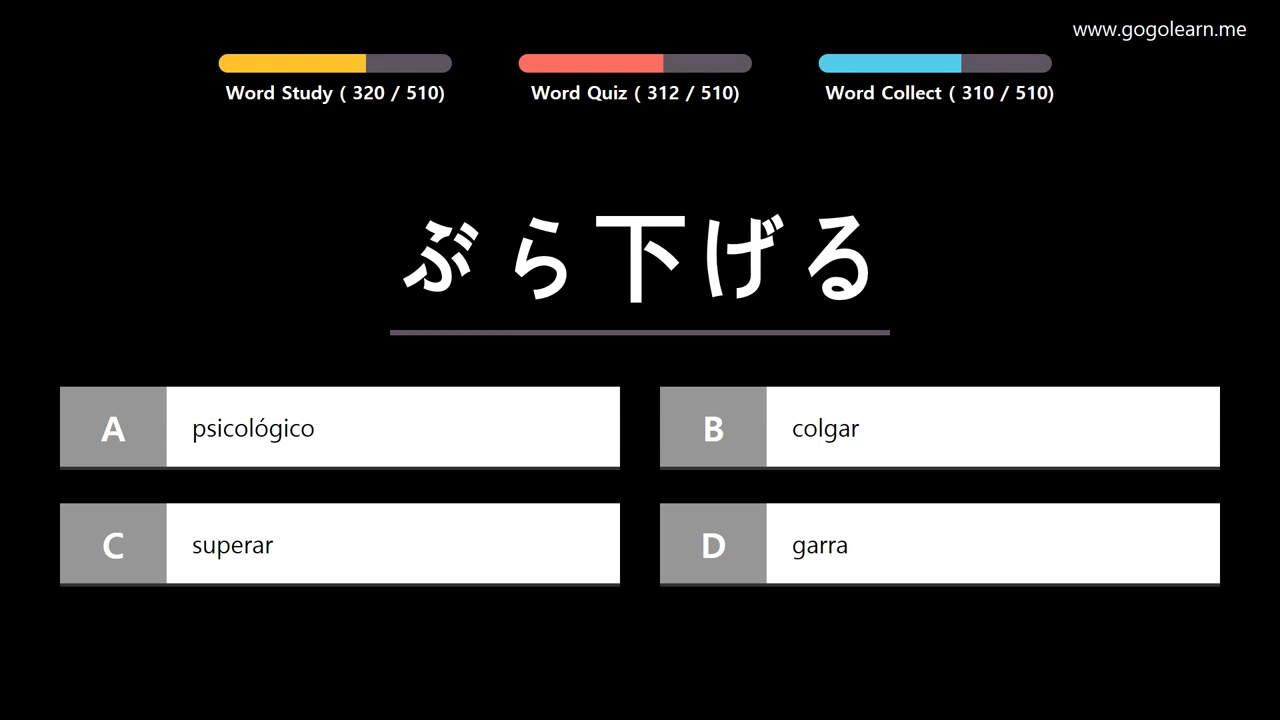 www.gogolearn.me
Word Study ( 320 / 510)
Word Quiz ( 312 / 510)
Word Collect ( 310 / 510)
ぶら下げる
A psicológico
B colgar
C superar
D garra